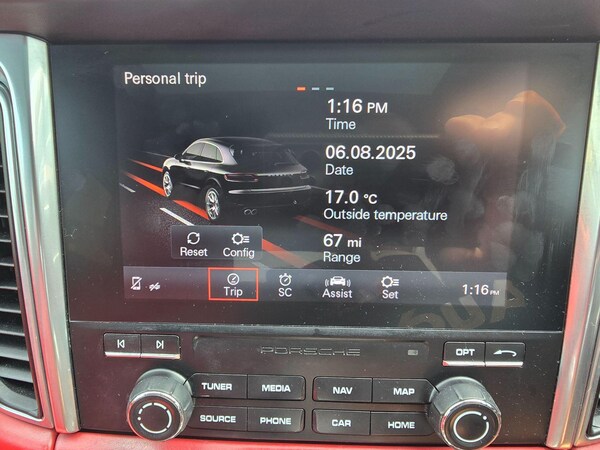 Personal trip
1:16 PM
Time
06.08.2025
Date
17.0 °C
Outside temperature
67 mi
Range
Reset Config
Trip SC Assist Set 1:16 PM
PORSCHE
OPT
TUNER MEDIA NAV MAP
SOURCE PHONE CAR HOME